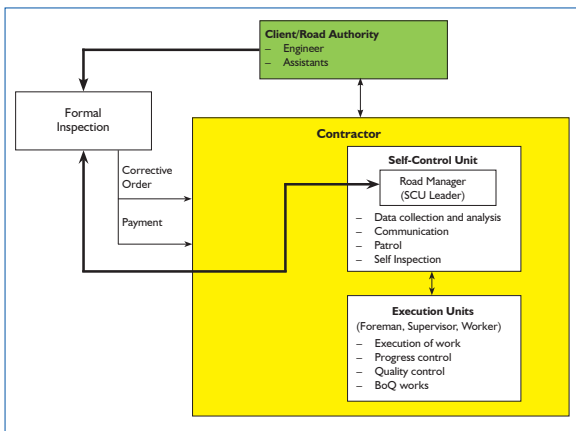 Client/Road Authority
– Engineer
– Assistants
Formal
Inspection
Contractor
Corrective
Order
Payment
Self-Control Unit
Road Manager
(SCU Leader)
– Data collection and analysis
– Communication
– Patrol
– Self Inspection
Execution Units
(Foreman, Supervisor, Worker)
– Execution of work
– Progress control
– Quality control
– BoQ works